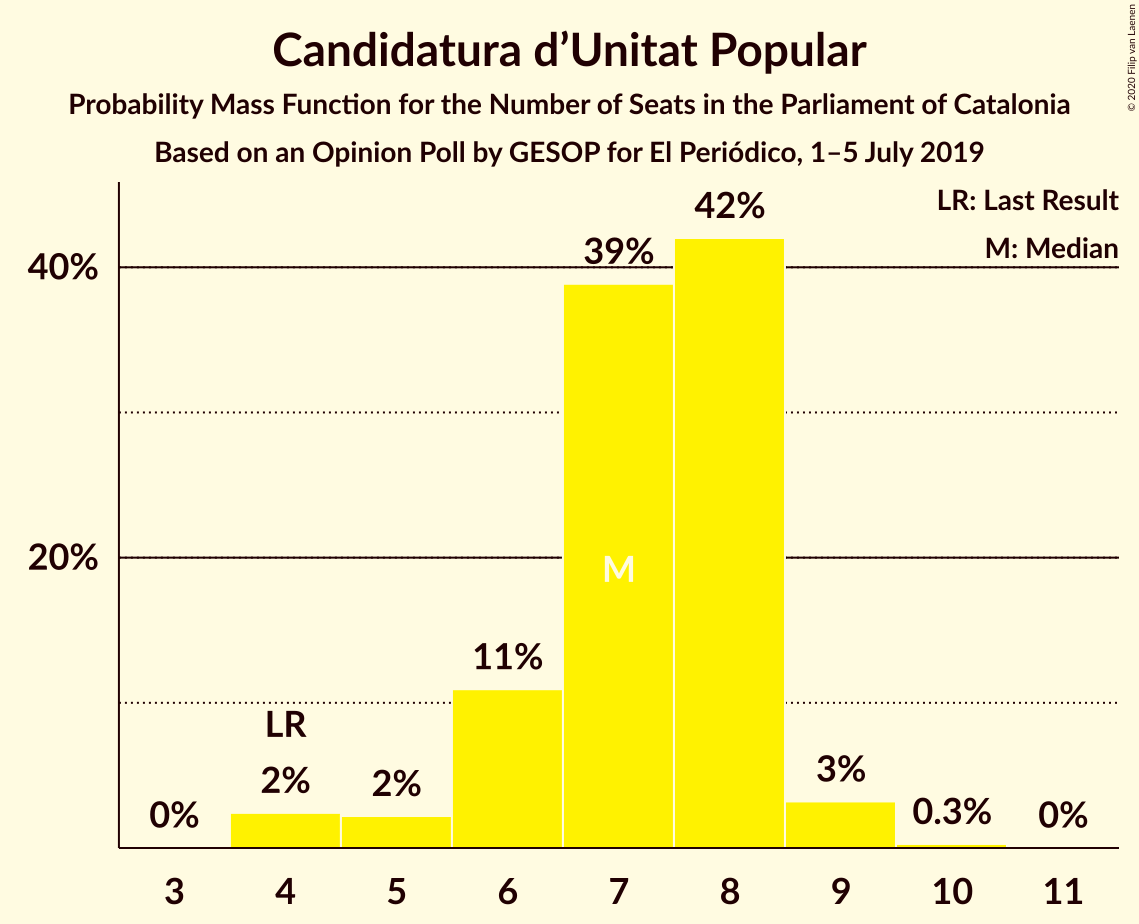 Candidatura d’Unitat Popular
Probability Mass Function for the Number of Seats in the Parliament of Catalonia
Based on an Opinion Poll by GESOP for El Periódico, 1–5 July 2019
© 2020 Filip van Laenen
LR: Last Result
M: Median
40%
20%
0%
LR
2%
2%
11%
39%
M
42%
3%
0.3%
0%
3 4 5 6 7 8 9 10 11